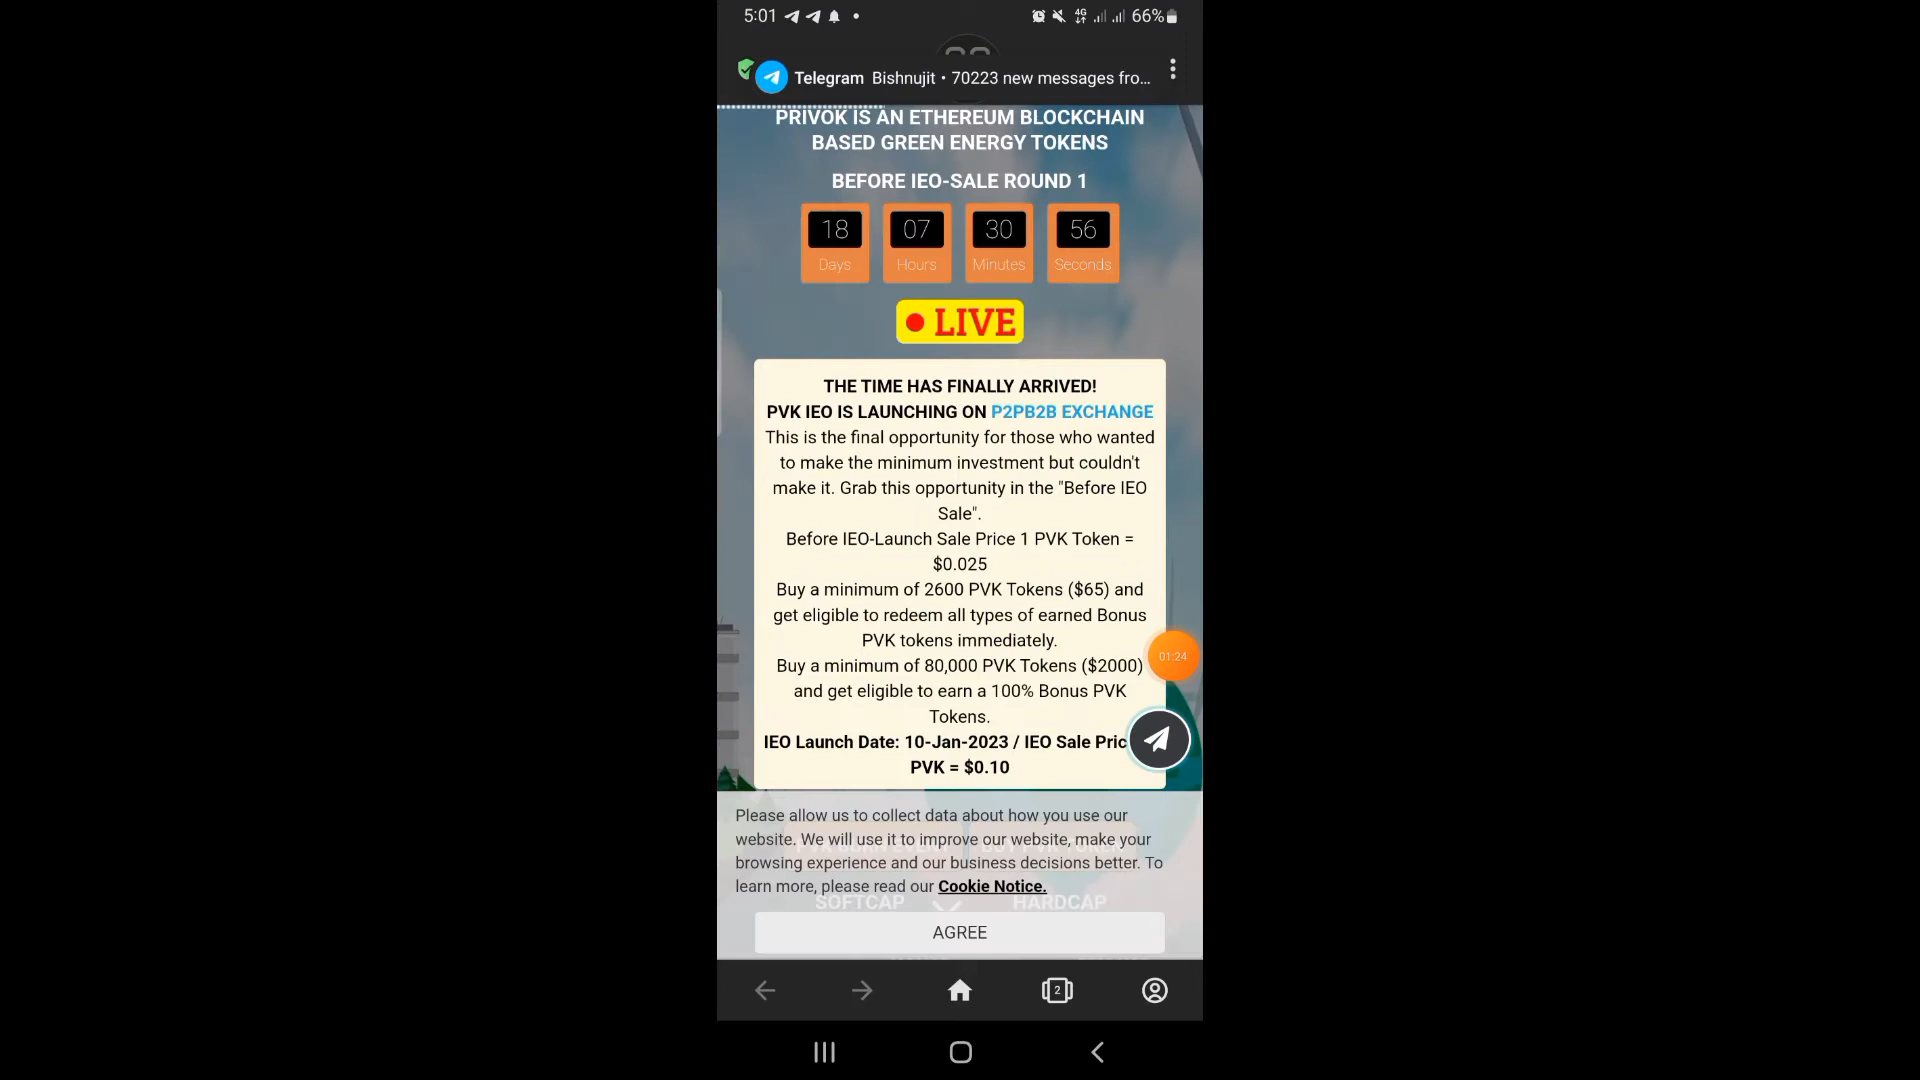 5:01
66%
4G
Telegram Bishnujit • 70223 new messages fro...
PRIVOK IS AN ETHEREUM BLOCKCHAIN
BASED GREEN ENERGY TOKENS
BEFORE IEO-SALE ROUND 1
18 07 30 56
Days Hours Minutes Seconds
LIVE
THE TIME HAS FINALLY ARRIVED!
PVK IEO IS LAUNCHING ON P2PB2B EXCHANGE
This is the final opportunity for those who wanted
to make the minimum investment but couldn't
make it. Grab this opportunity in the "Before IEO
Sale".
Before IEO-Launch Sale Price 1 PVK Token =
$0.025
Buy a minimum of 2600 PVK Tokens ($65) and
get eligible to redeem all types of earned Bonus
PVK tokens immediately.
01:24
Buy a minimum of 80,000 PVK Tokens ($2000)
and get eligible to earn a 100% Bonus PVK
Tokens.
IEO Launch Date: 10-Jan-2023 / IEO Sale Pric
PVK = $0.10
Please allow us to collect data about how you use our
website. We will use it to improve our website, make your
browsing experience and our business decisions better. To
learn more, please read our Cookie Notice.
SOFTCAP HARDCAP
AGREE
2